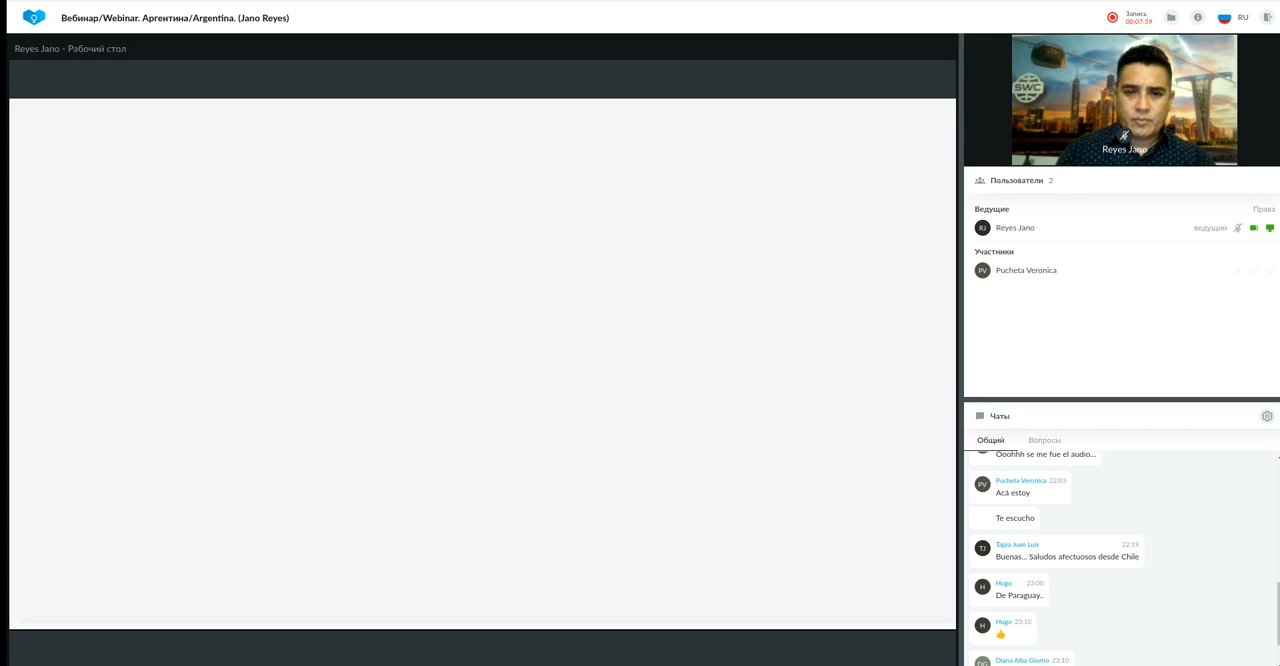 Вебинар/Webinar. Аргентина/Argentina. (Jano Reyes)
Запись
00:07:59
RU
Reyes Jano - Рабочий стол
SWC
Reyes Jano
Пользователи 2
Ведущие Права
RJ Reyes Jano ведущий
Участники
PV Pucheta Veronica
Чаты
Общий Вопросы
Ooohhh se me fue el audio...
PV Pucheta Veronica 22:03
Acá estoy
Te escucho
TJ Tapia Juan Luis 22:19
Buenas... Saludos afectuosos desde Chile
H Hugo 23:00
De Paraguay..
H Hugo 23:10
👍
DG Diana Alba Giorno 23:10